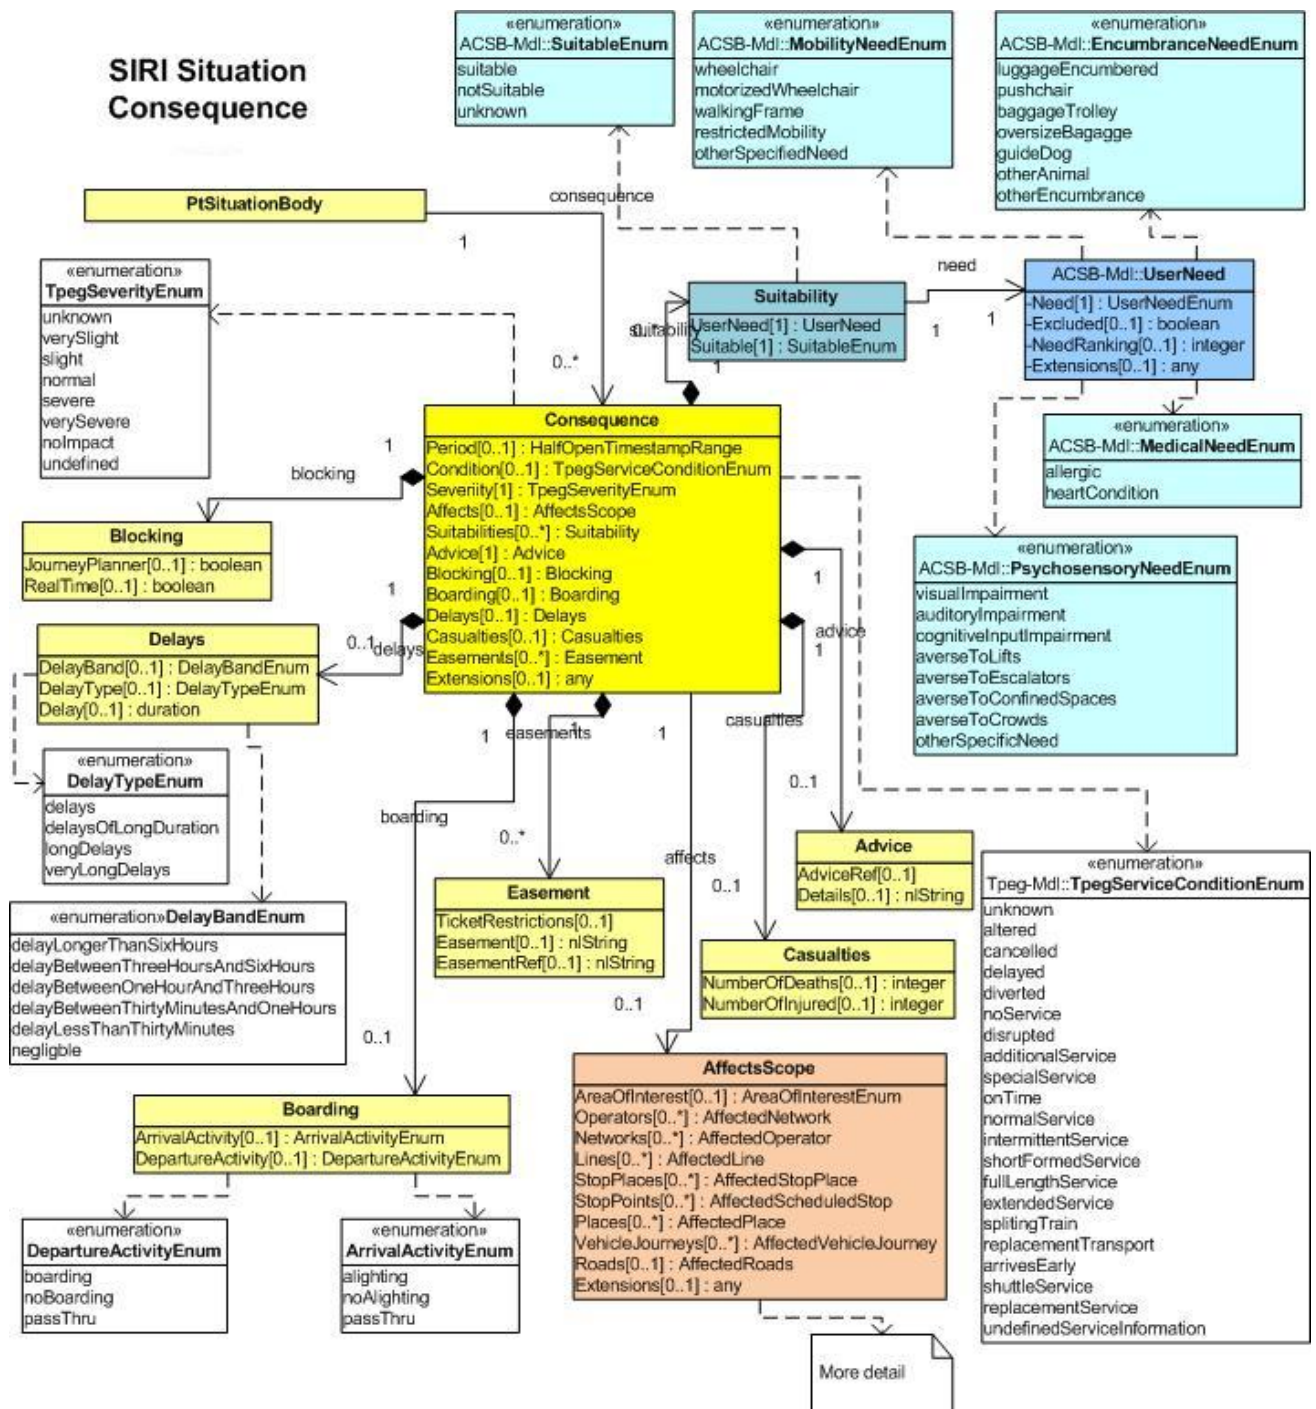 SIRI Situation
Consequence
«enumeration»
ACSB-Mdl::SuitableEnum
suitable
notSuitable
unknown
«enumeration»
ACSB-Mdl::MobilityNeedEnum
wheelchair
motorizedWheelchair
walkingFrame
restrictedMobility
otherSpecifiedNeed
«enumeration»
ACSB-Mdl::EncumbranceNeedEnum
luggageEncumbered
pushchair
baggageTrolley
oversizeBagagge
guideDog
otherAnimal
otherEncumbrance
PtSituationBody
1
consequence
0..*
«enumeration»
TpegSeverityEnum
unknown
verySlight
slight
normal
severe
verySevere
noImpact
undefined
Suitability
UserNeed[1] : UserNeed
Suitable[1] : SuitableEnum
1
0..*
suitability
1
need
1
1
ACSB-Mdl::UserNeed
-Need[1] : UserNeedEnum
-Excluded[0..1] : boolean
-NeedRanking[0..1] : integer
-Extensions[0..1] : any
«enumeration»
ACSB-Mdl::MedicalNeedEnum
allergic
heartCondition
Consequence
Period[0..1] : HalfOpenTimestampRange
Condition[0..1] : TpegServiceConditionEnum
Severiity[1] : TpegSeverityEnum
Affects[0..1] : AffectsScope
Suitabilities[0..*] : Suitability
Advice[1] : Advice
Blocking[0..1] : Blocking
Boarding[0..1] : Boarding
Delays[0..1] : Delays
Casualties[0..1] : Casualties
Easements[0..*] : Easement
Extensions[0..1] : any
1
blocking
Blocking
JourneyPlanner[0..1] : boolean
RealTime[0..1] : boolean
1
0..1
delays
Delays
DelayBand[0..1] : DelayBandEnum
DelayType[0..1] : DelayTypeEnum
Delay[0..1] : duration
«enumeration»
ACSB-Mdl::PsychosensoryNeedEnum
visualImpairment
auditoryImpairment
cognitiveInputImpairment
averseToLifts
averseToEscalators
averseToConfinedSpaces
averseToCrowds
otherSpecificNeed
1
advice
1
casualties
1
easements
1
1
0..1
boarding
0..*
affects
0..1
«enumeration»
DelayTypeEnum
delays
delaysOfLongDuration
longDelays
veryLongDelays
Advice
AdviceRef[0..1]
Details[0..1] : nlString
Easement
TicketRestrictions[0..1]
Easement[0..1] : nlString
EasementRef[0..1] : nlString
«enumeration»DelayBandEnum
delayLongerThanSixHours
delayBetweenThreeHoursAndSixHours
delayBetweenOneHourAndThreeHours
delayBetweenThirtyMinutesAndOneHours
delayLessThanThirtyMinutes
negligble
Casualties
NumberOfDeaths[0..1] : integer
NumberOfInjured[0..1] : integer
0..1
0..1
«enumeration»
Tpeg-Mdl::TpegServiceConditionEnum
unknown
altered
cancelled
delayed
diverted
noService
disrupted
additionalService
specialService
onTime
normalService
intermittentService
shortFormedService
fullLengthService
extendedService
splitingTrain
replacementTransport
arrivesEarly
shuttleService
replacementService
undefinedServiceInformation
Boarding
ArrivalActivity[0..1] : ArrivalActivityEnum
DepartureActivity[0..1] : DepartureActivityEnum
AffectsScope
AreaOfInterest[0..1] : AreaOfInterestEnum
Operators[0..*] : AffectedNetwork
Networks[0..*] : AffectedOperator
Lines[0..*] : AffectedLine
StopPlaces[0..*] : AffectedStopPlace
StopPoints[0..*] : AffectedScheduledStop
Places[0..*] : AffectedPlace
VehicleJourneys[0..*] : AffectedVehicleJourney
Roads[0..1] : AffectedRoads
Extensions[0..1] : any
«enumeration»
DepartureActivityEnum
boarding
noBoarding
passThru
«enumeration»
ArrivalActivityEnum
alighting
noAlighting
passThru
More detail